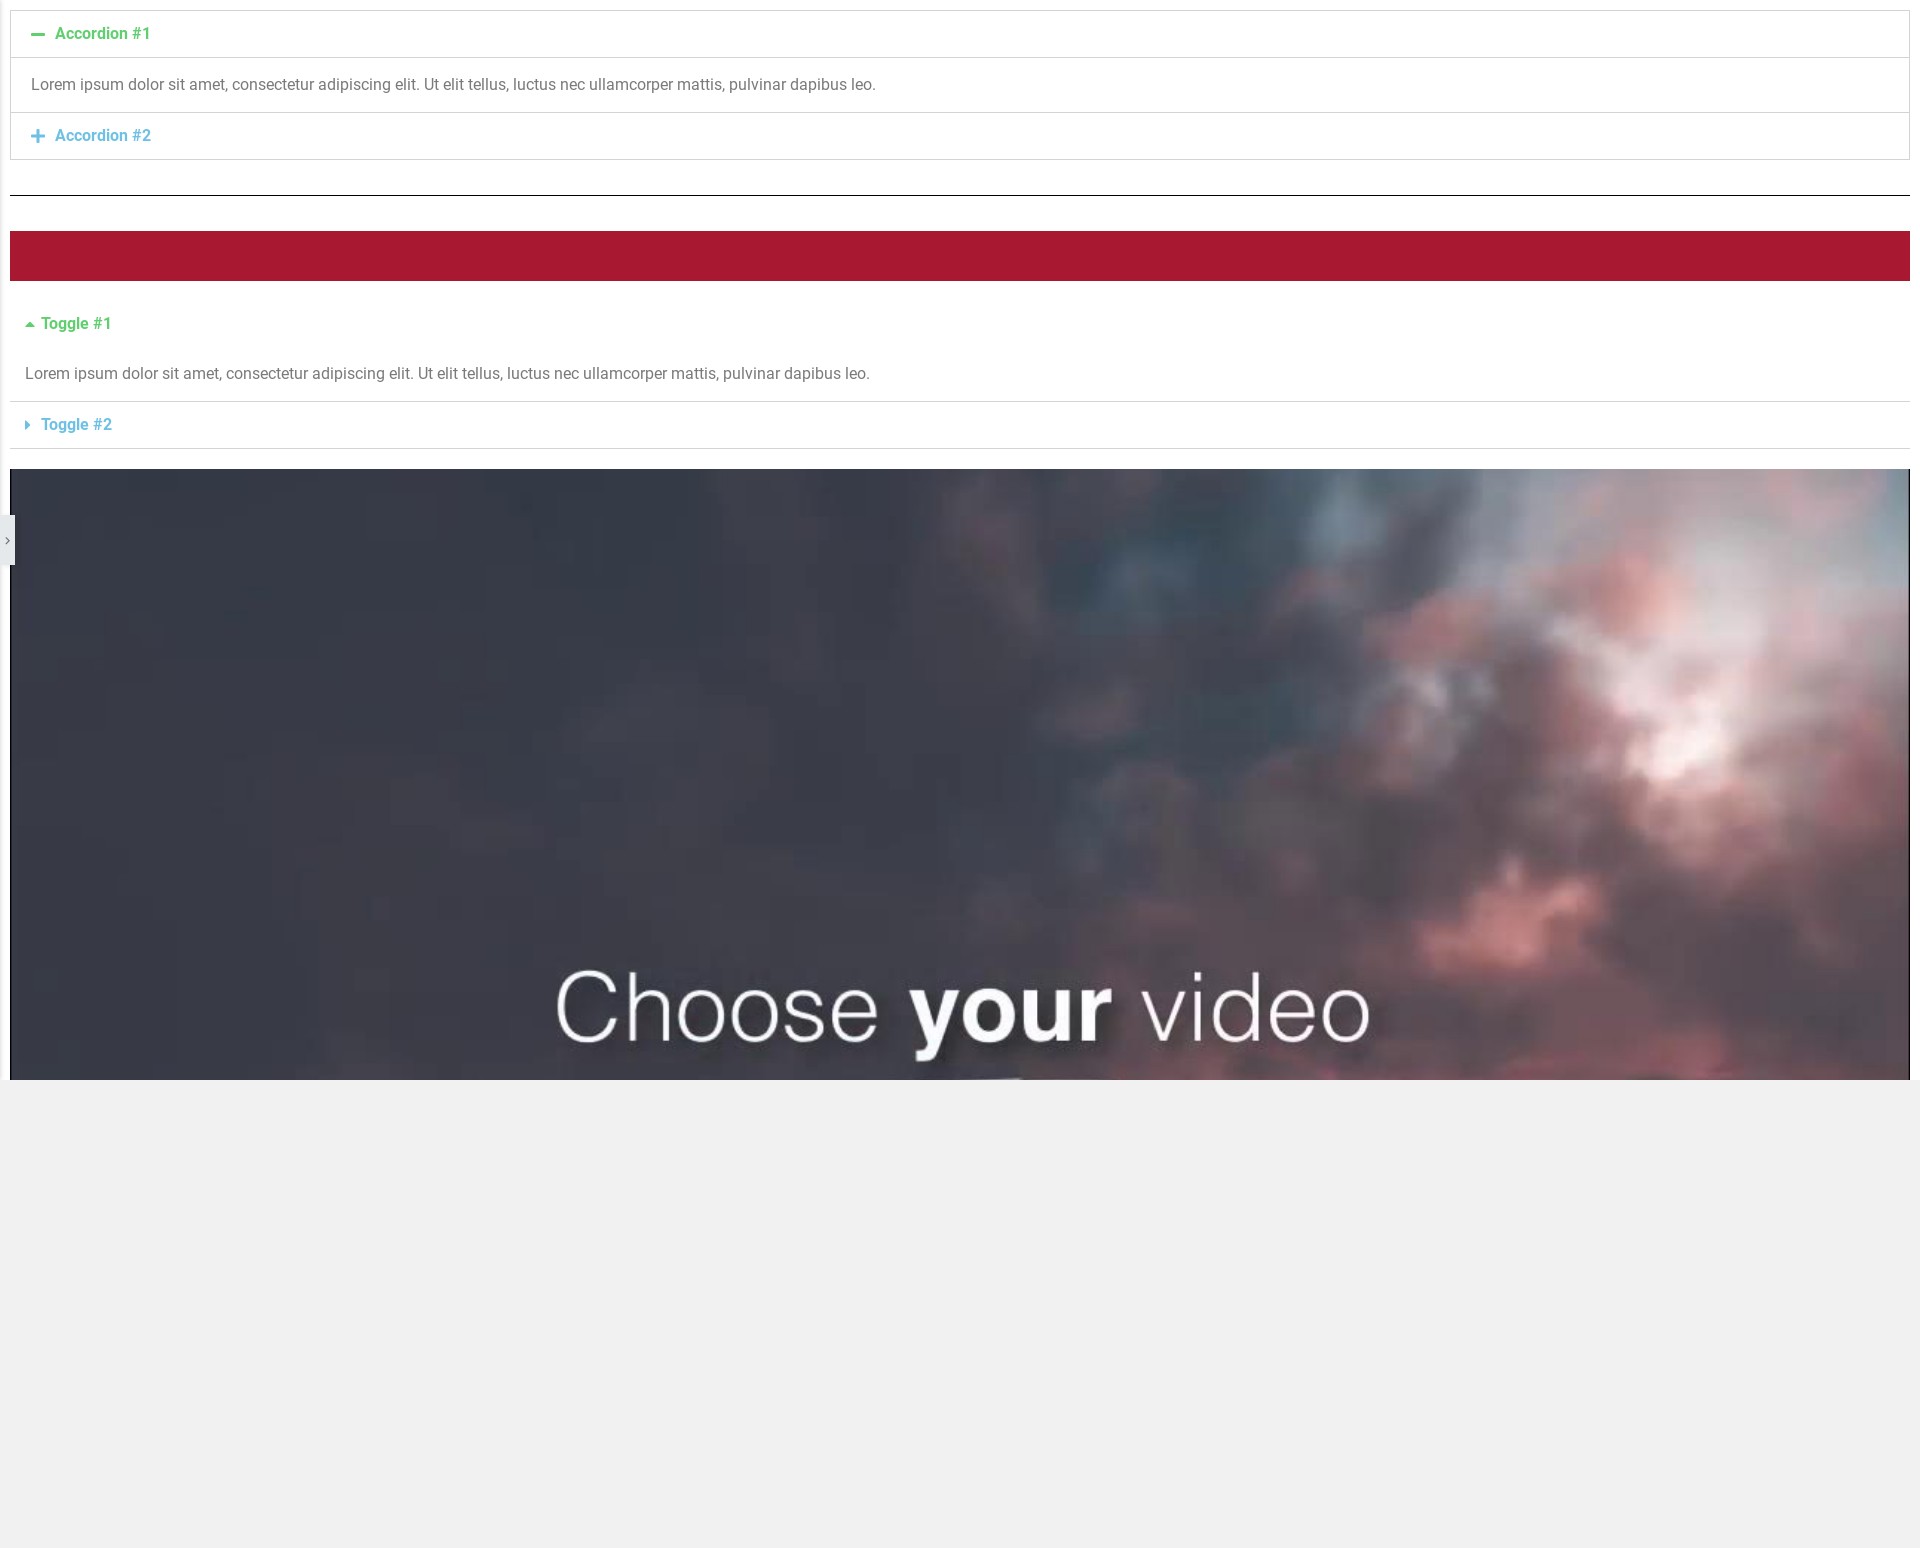 Accordion #1
Lorem ipsum dolor sit amet, consectetur adipiscing elit. Ut elit tellus, luctus nec ullamcorper mattis, pulvinar dapibus leo.
Accordion #2
Toggle #1
Lorem ipsum dolor sit amet, consectetur adipiscing elit. Ut elit tellus, luctus nec ullamcorper mattis, pulvinar dapibus leo.
Toggle #2
Choose your video